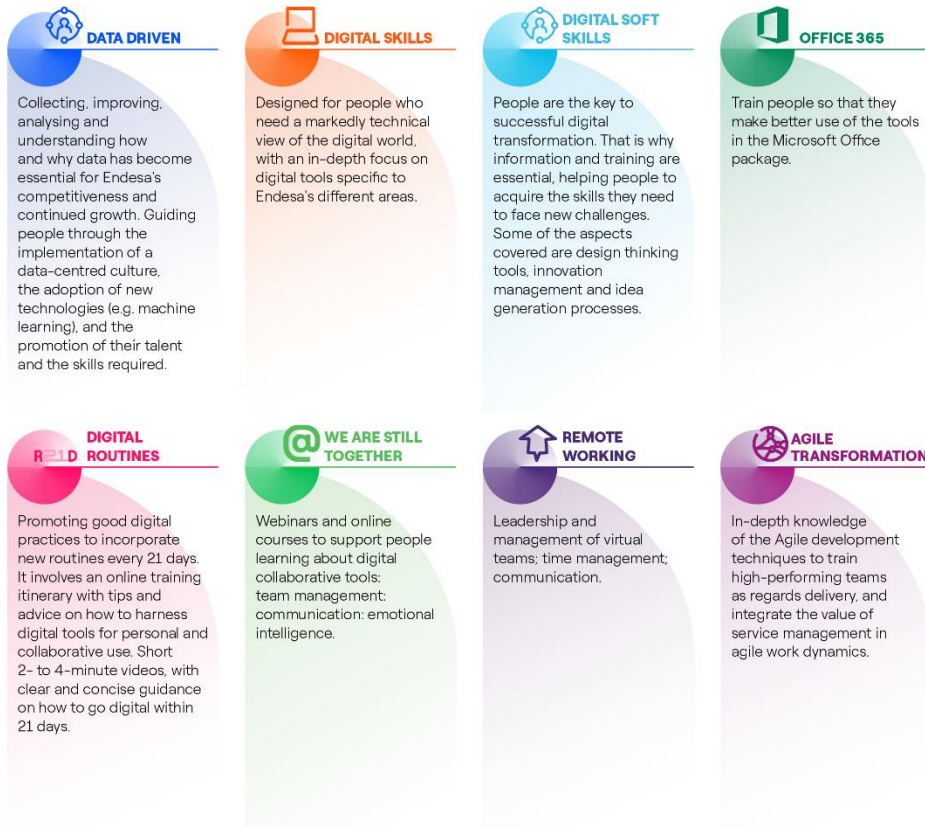 DATA DRIVEN
Collecting, improving,
analysing and
understanding how
and why data has become
essential for Endesa's
competitiveness and
continued growth. Guiding
people through the
implementation of a
data-centred culture,
the adoption of new
technologies (e.g. machine
learning), and the
promotion of their talent
and the skills required.
DIGITAL SKILLS
Designed for people who
need a markedly technical
view of the digital world,
with an in-depth focus on
digital tools specific to
Endesa's different areas.
DIGITAL SOFT
SKILLS
People are the key to
successful digital
transformation. That is why
information and training are
essential, helping people to
acquire the skills they need
to face new challenges.
Some of the aspects
covered are design thinking
tools, innovation
management and idea
generation processes.
OFFICE 365
Train people so that they
make better use of the tools
in the Microsoft Office
package.
R21D
DIGITAL
ROUTINES
Promoting good digital
practices to incorporate
new routines every 21 days.
It involves an online training
itinerary with tips and
advice on how to harness
digital tools for personal and
collaborative use. Short
2- to 4-minute videos, with
clear and concise guidance
on how to go digital within
21 days.
@
WE ARE STILL
TOGETHER
Webinars and online
courses to support people
learning about digital
collaborative tools:
team management:
communication: emotional
intelligence.
REMOTE
WORKING
Leadership and
management of virtual
teams; time management;
communication.
AGILE
TRANSFORMATION
In-depth knowledge
of the Agile development
techniques to train
high-performing teams
as regards delivery, and
integrate the value of
service management in
agile work dynamics.